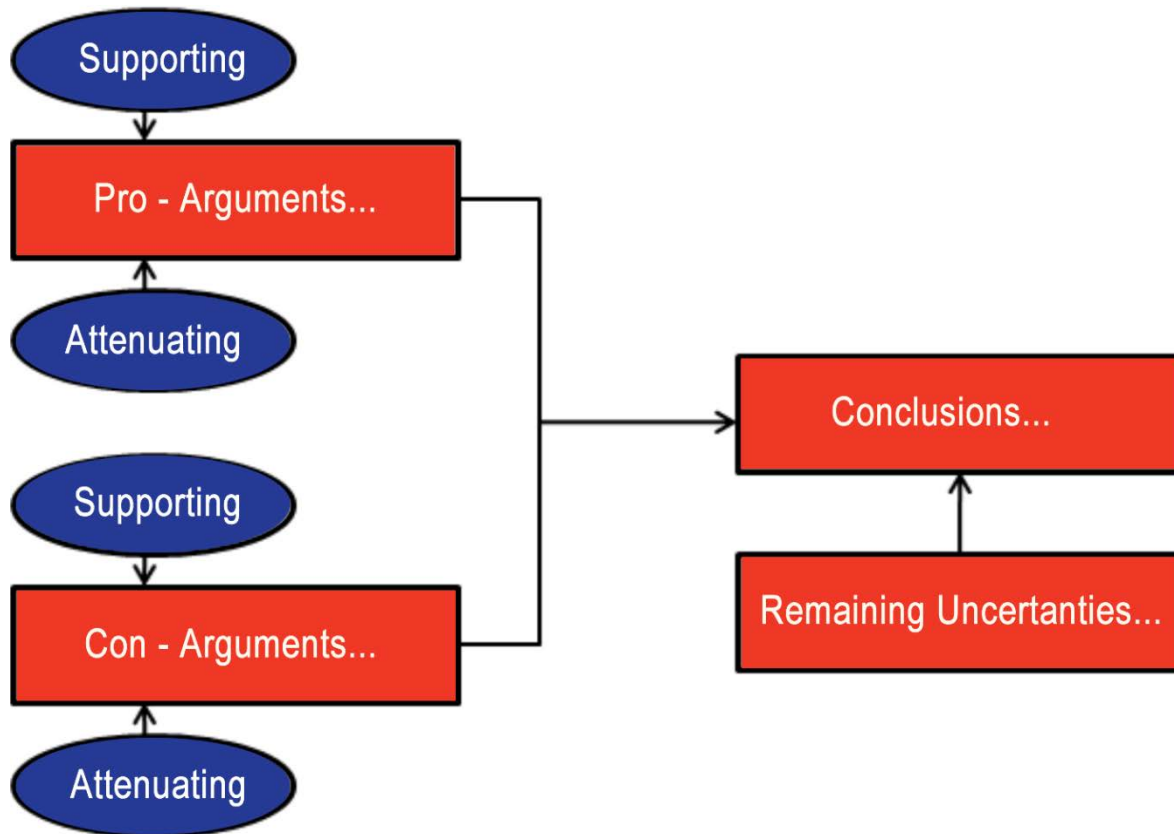 Supporting
Pro - Arguments...
Attenuating
Supporting
Con - Arguments...
Attenuating
Conclusions...
Remaining Uncertanties...